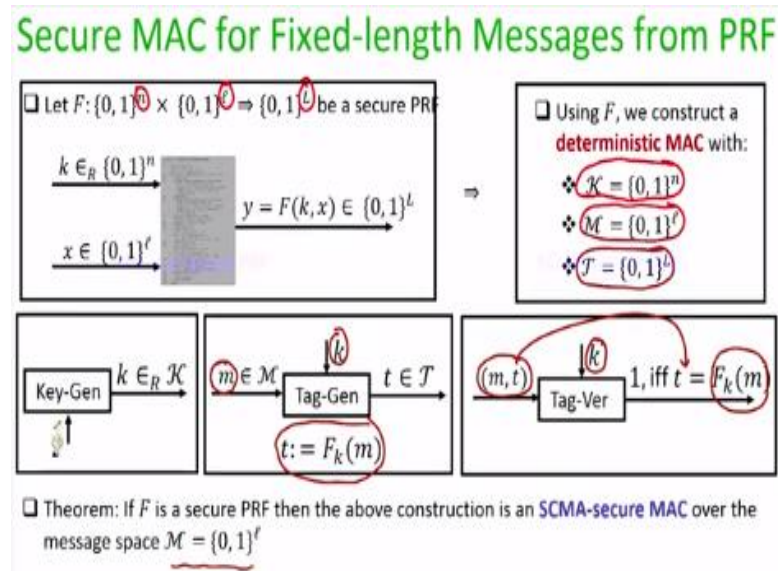 Secure MAC for Fixed-length Messages from PRF
❑ Let F: {0, 1}ⁿ × {0, 1}^ℓ ⇒ {0, 1}^L be a secure PRF
k ∈_R {0, 1}ⁿ
y = F(k, x) ∈ {0, 1}^L
x ∈ {0, 1}^ℓ
⇒
❑ Using F, we construct a
deterministic MAC with:
❖ 𝒦 = {0, 1}ⁿ
❖ ℳ = {0, 1}^ℓ
❖ 𝒯 = {0, 1}^L
Key-Gen
k ∈_R 𝒦
k
m ∈ ℳ
Tag-Gen
t ∈ 𝒯
t: = F_k(m)
k
(m, t)
Tag-Ver
1, iff t = F_k(m)
❑ Theorem: If F is a secure PRF then the above construction is an SCMA-secure MAC over the
message space ℳ = {0, 1}^ℓ